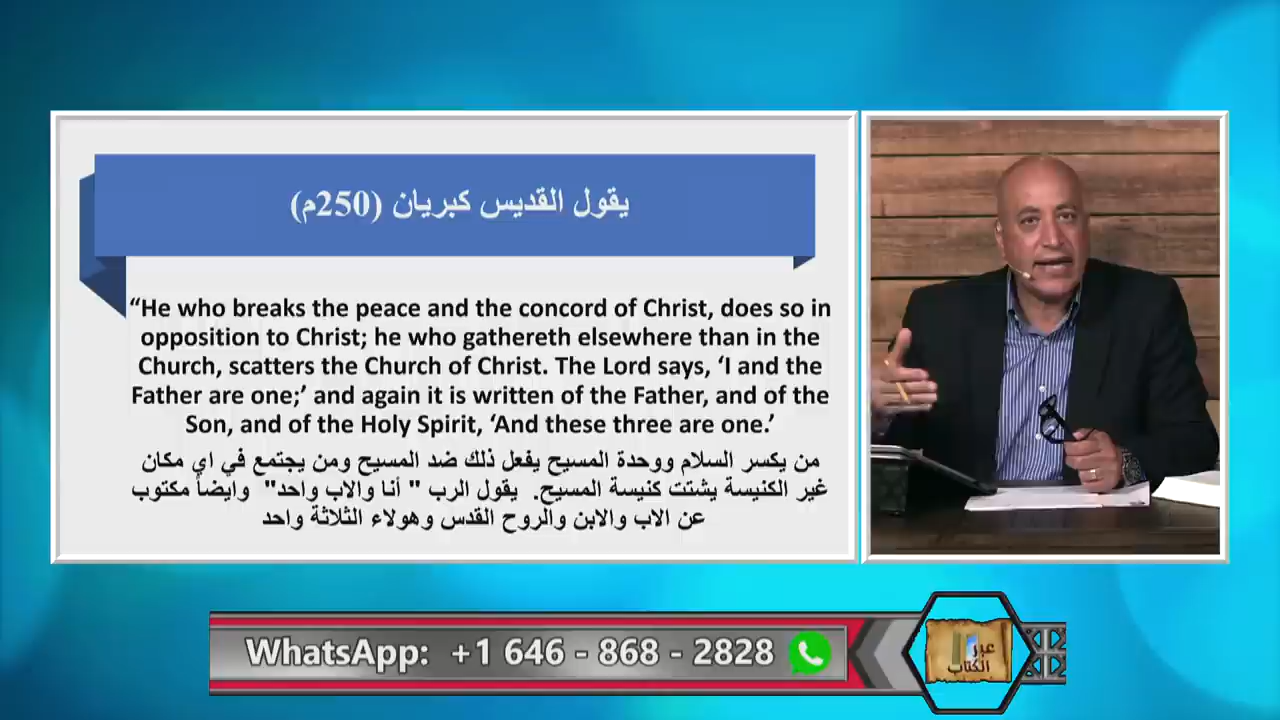 يقول القديس كبريان (250م)
“He who breaks the peace and the concord of Christ, does so in
opposition to Christ; he who gathereth elsewhere than in the
Church, scatters the Church of Christ. The Lord says, ‘I and the
Father are one;’ and again it is written of the Father, and of the
Son, and of the Holy Spirit, ‘And these three are one.’
من يكسر السلام ووحدة المسيح يفعل ذلك ضد المسيح ومن يجتمع في اي مكان
غير الكنيسة يشتت كنيسة المسيح. يقول الرب " أنا والاب واحد" وايضاً مكتوب
عن الاب والابن والروح القدس وهولاء الثلاثة واحد
WhatsApp: +1 646 - 868 - 2828
عبر
الكتاب